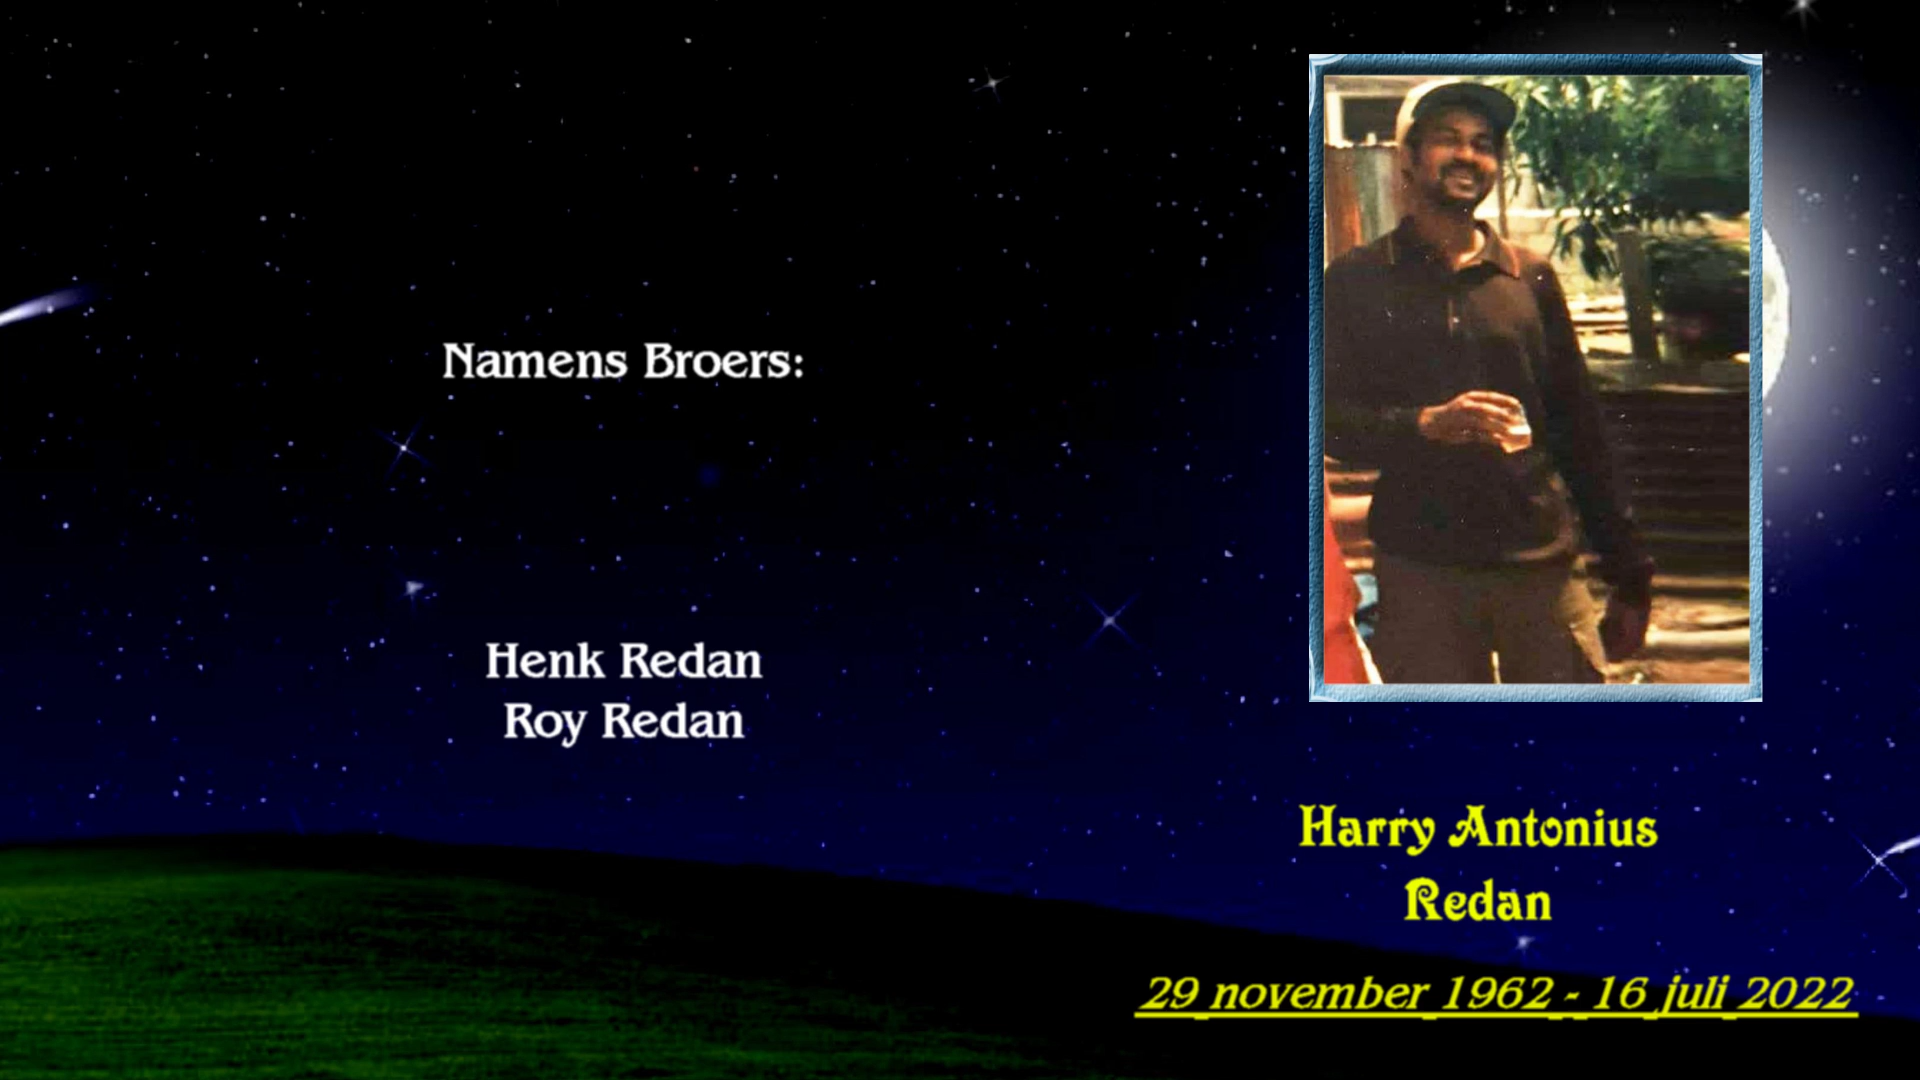 Namens Broers:
Henk Redan
Roy Redan
Harry Antonius
Redan
29 november 1962 - 16 juli 2022